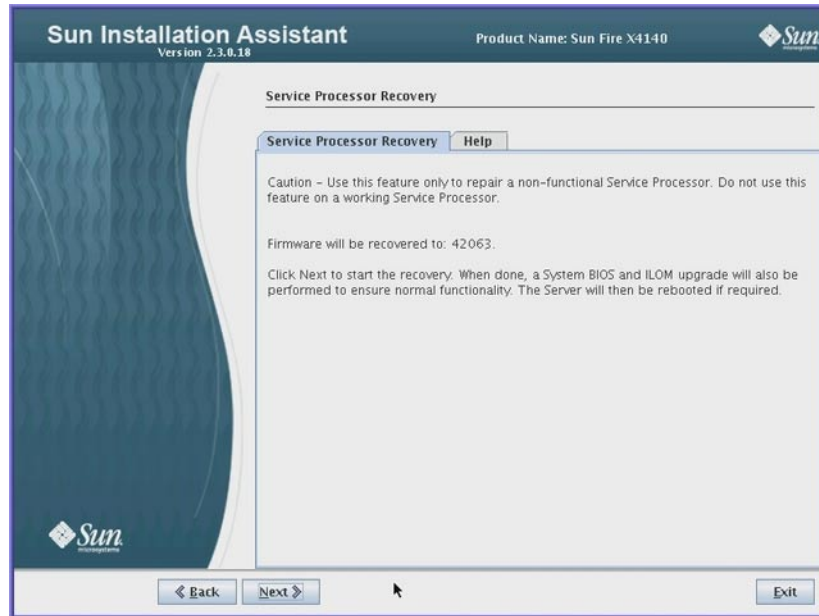 Sun Installation Assistant
Version 2.3.0.18
Product Name: Sun Fire X4140
Sun
microsystems
Service Processor Recovery
Service Processor Recovery
Help
Caution - Use this feature only to repair a non-functional Service Processor. Do not use this
feature on a working Service Processor.
Firmware will be recovered to: 42063.
Click Next to start the recovery. When done, a System BIOS and ILOM upgrade will also be
performed to ensure normal functionality. The Server will then be rebooted if required.
Sun
microsystems
Back
Next
Exit